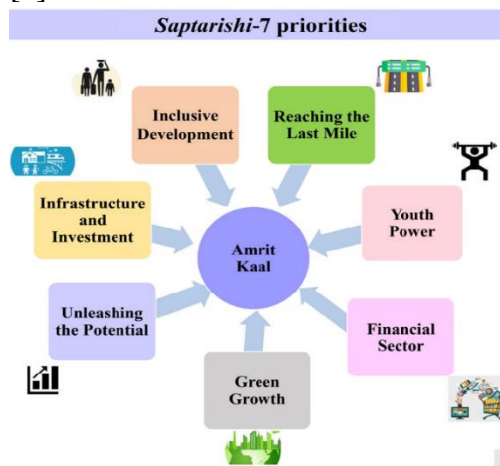 Saptarishi-7 priorities
Inclusive
Development
Reaching the
Last Mile
Infrastructure
and
Investment
Youth
Power
Amrit
Kaal
Unleashing
the Potential
Financial
Sector
Green
Growth